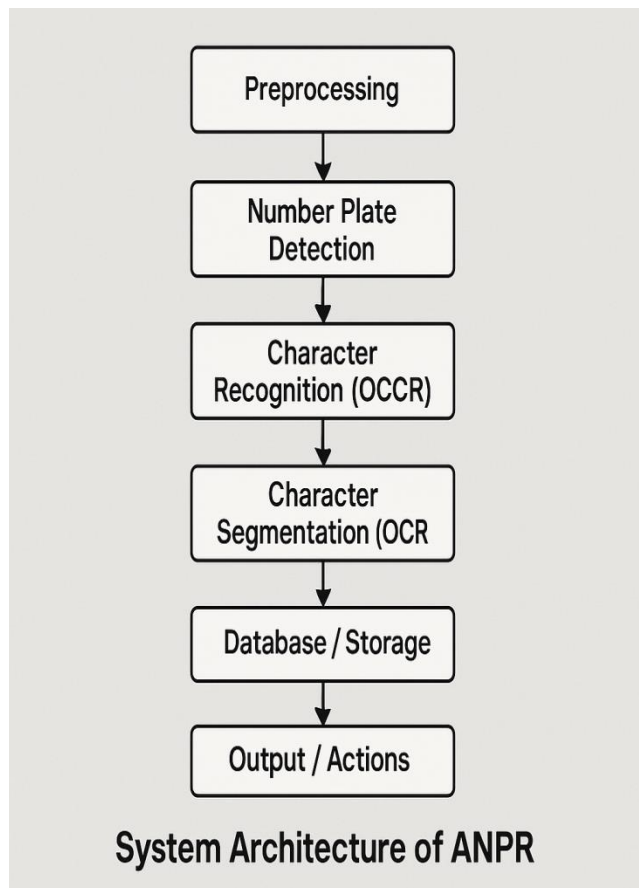 Preprocessing
Number Plate
Detection
Character
Recognition (OCCR)
Character
Segmentation (OCR
Database / Storage
Output / Actions
System Architecture of ANPR